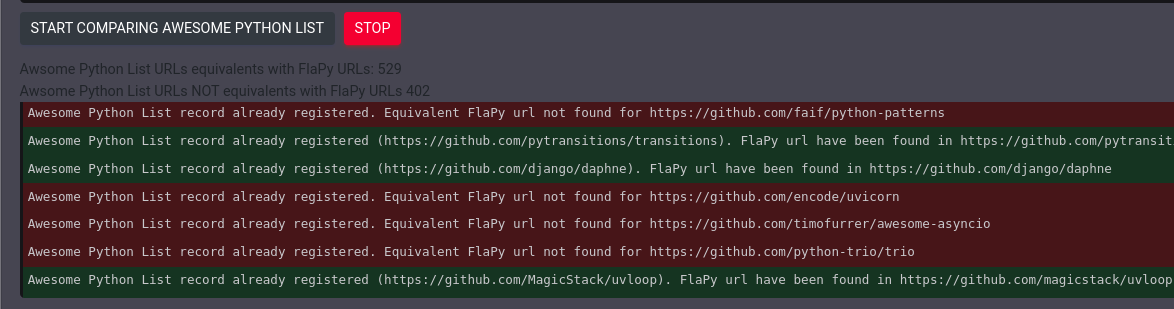 START COMPARING AWESOME PYTHON LIST STOP
Awsome Python List URLs equivalents with FlaPy URLs: 529
Awsome Python List URLs NOT equivalents with FlaPy URLs 402
Awesome Python List record already registered. Equivalent FlaPy url not found for https://github.com/faif/python-patterns
Awesome Python List record already registered (https://github.com/pytransitions/transitions). FlaPy url have been found in https://github.com/pytransit
Awesome Python List record already registered (https://github.com/django/daphne). FlaPy url have been found in https://github.com/django/daphne
Awesome Python List record already registered. Equivalent FlaPy url not found for https://github.com/encode/uvicorn
Awesome Python List record already registered. Equivalent FlaPy url not found for https://github.com/timofurrer/awesome-asyncio
Awesome Python List record already registered. Equivalent FlaPy url not found for https://github.com/python-trio/trio
Awesome Python List record already registered (https://github.com/MagicStack/uvloop). FlaPy url have been found in https://github.com/magicstack/uvloop